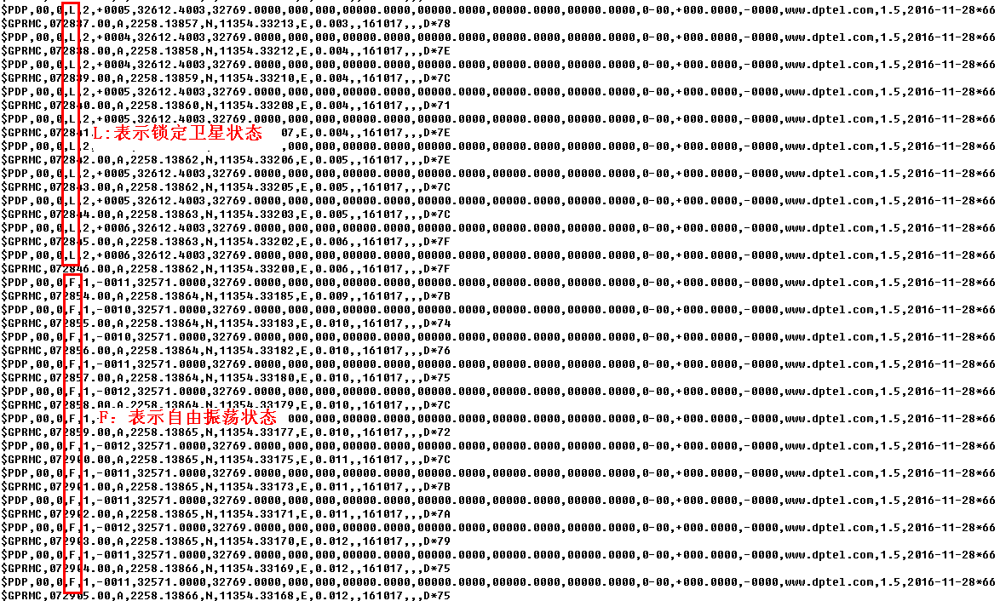 $PDP,00,0,L,2,+0005,32612.4003,32769.0000,000,000,00000.0000,00000.0000,00000.0000,00000.0000,0-00,+000.0000,-0000,www.dptel.com,1.5,2016-11-28*66
$GPRMC,072837.00,A,2258.13857,N,11354.33213,E,0.003,,161017,,,D*78
$PDP,00,0,L,2,+0004,32612.4003,32769.0000,000,000,00000.0000,00000.0000,00000.0000,00000.0000,0-00,+000.0000,-0000,www.dptel.com,1.5,2016-11-28*66
$GPRMC,072838.00,A,2258.13858,N,11354.33212,E,0.004,,161017,,,D*7E
$PDP,00,0,L,2,+0004,32612.4003,32769.0000,000,000,00000.0000,00000.0000,00000.0000,00000.0000,0-00,+000.0000,-0000,www.dptel.com,1.5,2016-11-28*66
$GPRMC,072839.00,A,2258.13859,N,11354.33210,E,0.004,,161017,,,D*7C
$PDP,00,0,L,2,+0005,32612.4003,32769.0000,000,000,00000.0000,00000.0000,00000.0000,00000.0000,0-00,+000.0000,-0000,www.dptel.com,1.5,2016-11-28*66
$GPRMC,072840.00,A,2258.13860,N,11354.33208,E,0.004,,161017,,,D*71
$PDP,00,0,L,2,+0005,32612.4003,32769.0000,000,000,00000.0000,00000.0000,00000.0000,00000.0000,0-00,+000.0000,-0000,www.dptel.com,1.5,2016-11-28*66
$GPRMC,072841. L:表示锁定卫星状态 07,E,0.004,,161017,,,D*7E
$PDP,00,0,L,2, ,000,000,00000.0000,00000.0000,00000.0000,00000.0000,0-00,+000.0000,-0000,www.dptel.com,1.5,2016-11-28*66
$GPRMC,072842.00,A,2258.13862,N,11354.33206,E,0.005,,161017,,,D*7E
$PDP,00,0,L,2,+0005,32612.4003,32769.0000,000,000,00000.0000,00000.0000,00000.0000,00000.0000,0-00,+000.0000,-0000,www.dptel.com,1.5,2016-11-28*66
$GPRMC,072843.00,A,2258.13862,N,11354.33205,E,0.005,,161017,,,D*7C
$PDP,00,0,L,2,+0005,32612.4003,32769.0000,000,000,00000.0000,00000.0000,00000.0000,00000.0000,0-00,+000.0000,-0000,www.dptel.com,1.5,2016-11-28*66
$GPRMC,072844.00,A,2258.13863,N,11354.33203,E,0.005,,161017,,,D*7C
$PDP,00,0,L,2,+0006,32612.4003,32769.0000,000,000,00000.0000,00000.0000,00000.0000,00000.0000,0-00,+000.0000,-0000,www.dptel.com,1.5,2016-11-28*66
$GPRMC,072845.00,A,2258.13863,N,11354.33202,E,0.006,,161017,,,D*7F
$PDP,00,0,L,2,+0006,32612.4003,32769.0000,000,000,00000.0000,00000.0000,00000.0000,00000.0000,0-00,+000.0000,-0000,www.dptel.com,1.5,2016-11-28*66
$GPRMC,072846.00,A,2258.13862,N,11354.33200,E,0.006,,161017,,,D*7F
$PDP,00,0,F,1,-0011,32571.0000,32769.0000,000,000,00000.0000,00000.0000,00000.0000,00000.0000,0-00,+000.0000,-0000,www.dptel.com,1.5,2016-11-28*66
$GPRMC,072854.00,A,2258.13864,N,11354.33185,E,0.009,,161017,,,D*7B
$PDP,00,0,F,1,-0010,32571.0000,32769.0000,000,000,00000.0000,00000.0000,00000.0000,00000.0000,0-00,+000.0000,-0000,www.dptel.com,1.5,2016-11-28*66
$GPRMC,072855.00,A,2258.13864,N,11354.33183,E,0.010,,161017,,,D*74
$PDP,00,0,F,1,-0010,32571.0000,32769.0000,000,000,00000.0000,00000.0000,00000.0000,00000.0000,0-00,+000.0000,-0000,www.dptel.com,1.5,2016-11-28*66
$GPRMC,072856.00,A,2258.13864,N,11354.33182,E,0.010,,161017,,,D*76
$PDP,00,0,F,1,-0011,32571.0000,32769.0000,000,000,00000.0000,00000.0000,00000.0000,00000.0000,0-00,+000.0000,-0000,www.dptel.com,1.5,2016-11-28*66
$GPRMC,072857.00,A,2258.13864,N,11354.33180,E,0.010,,161017,,,D*75
$PDP,00,0,F,1,-0012,32571.0000,32769.0000,000,000,00000.0000,00000.0000,00000.0000,00000.0000,0-00,+000.0000,-0000,www.dptel.com,1.5,2016-11-28*66
$GPRMC,072858.00,A,2258.13864,N,11354.33179,E,0.010,,161017,,,D*7C
$PDP,00,0,F,1, F: 表示自由振荡状态 000,000,00000.0000,00000.0000,00000.0000,00000.0000,0-00,+000.0000,-0000,www.dptel.com,1.5,2016-11-28*66
$GPRMC,072859.00,A,2258.13865,N,11354.33177,E,0.010,,161017,,,D*72
$PDP,00,0,F,1,-0012,32571.0000,32769.0000,000,000,00000.0000,00000.0000,00000.0000,00000.0000,0-00,+000.0000,-0000,www.dptel.com,1.5,2016-11-28*66
$GPRMC,072900.00,A,2258.13865,N,11354.33175,E,0.011,,161017,,,D*7C
$PDP,00,0,F,1,-0011,32571.0000,32769.0000,000,000,00000.0000,00000.0000,00000.0000,00000.0000,0-00,+000.0000,-0000,www.dptel.com,1.5,2016-11-28*66
$GPRMC,072901.00,A,2258.13865,N,11354.33173,E,0.011,,161017,,,D*7B
$PDP,00,0,F,1,-0011,32571.0000,32769.0000,000,000,00000.0000,00000.0000,00000.0000,00000.0000,0-00,+000.0000,-0000,www.dptel.com,1.5,2016-11-28*66
$GPRMC,072902.00,A,2258.13865,N,11354.33171,E,0.011,,161017,,,D*7A
$PDP,00,0,F,1,-0012,32571.0000,32769.0000,000,000,00000.0000,00000.0000,00000.0000,00000.0000,0-00,+000.0000,-0000,www.dptel.com,1.5,2016-11-28*66
$GPRMC,072903.00,A,2258.13865,N,11354.33170,E,0.012,,161017,,,D*79
$PDP,00,0,F,1,-0011,32571.0000,32769.0000,000,000,00000.0000,00000.0000,00000.0000,00000.0000,0-00,+000.0000,-0000,www.dptel.com,1.5,2016-11-28*66
$GPRMC,072904.00,A,2258.13866,N,11354.33169,E,0.012,,161017,,,D*75
$PDP,00,0,F,1,-0011,32571.0000,32769.0000,000,000,00000.0000,00000.0000,00000.0000,00000.0000,0-00,+000.0000,-0000,www.dptel.com,1.5,2016-11-28*66
$GPRMC,072905.00,A,2258.13866,N,11354.33168,E,0.012,,161017,,,D*75